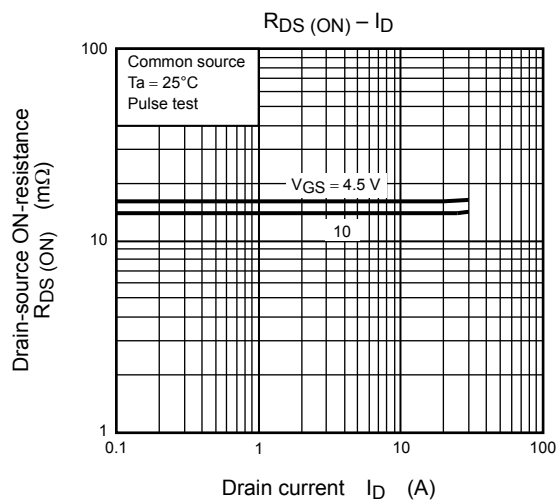 RDS (ON) – ID
Common source
Ta = 25°C
Pulse test
VGS = 4.5 V
10
Drain-source ON-resistance
RDS (ON) (mΩ)
100
10
1
0.1
1
10
100
Drain current ID (A)